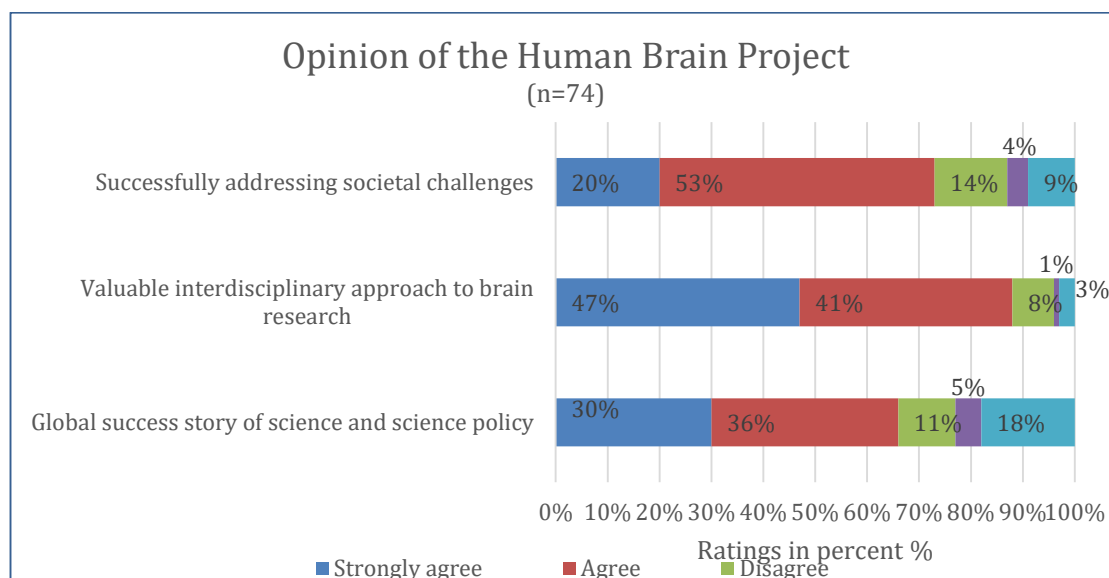 Opinion of the Human Brain Project
(n=74)
4%
Successfully addressing societal challenges
20%
53%
14%
9%
1%
Valuable interdisciplinary approach to brain
research
47%
41%
8%
3%
5%
Global success story of science and science policy
30%
36%
11%
18%
0% 10% 20% 30% 40% 50% 60% 70% 80% 90% 100%
Ratings in percent %
Strongly agree
Agree
Disagree